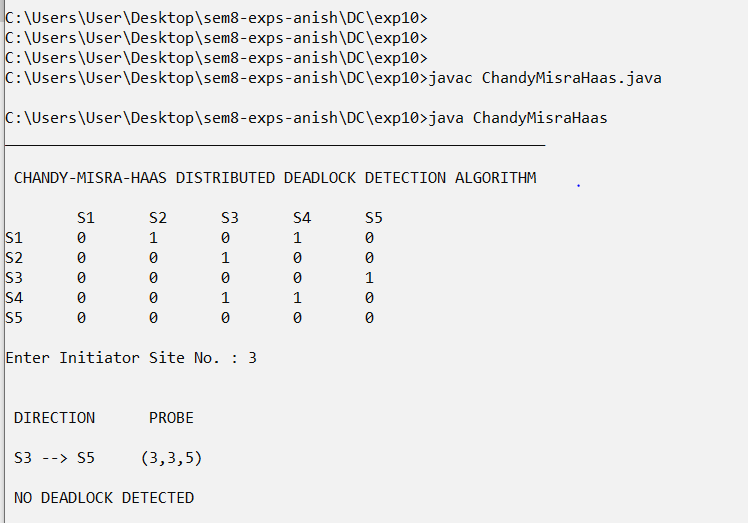 C:\Users\User\Desktop\sem8-exps-anish\DC\exp10>
C:\Users\User\Desktop\sem8-exps-anish\DC\exp10>
C:\Users\User\Desktop\sem8-exps-anish\DC\exp10>
C:\Users\User\Desktop\sem8-exps-anish\DC\exp10>javac ChandyMisraHaas.java
C:\Users\User\Desktop\sem8-exps-anish\DC\exp10>java ChandyMisraHaas
CHANDY-MISRA-HAAS DISTRIBUTED DEADLOCK DETECTION ALGORITHM
S1 S2 S3 S4 S5
S1 0 1 0 1 0
S2 0 0 1 0 0
S3 0 0 0 0 1
S4 0 0 1 1 0
S5 0 0 0 0 0
Enter Initiator Site No. : 3
DIRECTION PROBE
S3 --> S5 (3,3,5)
NO DEADLOCK DETECTED